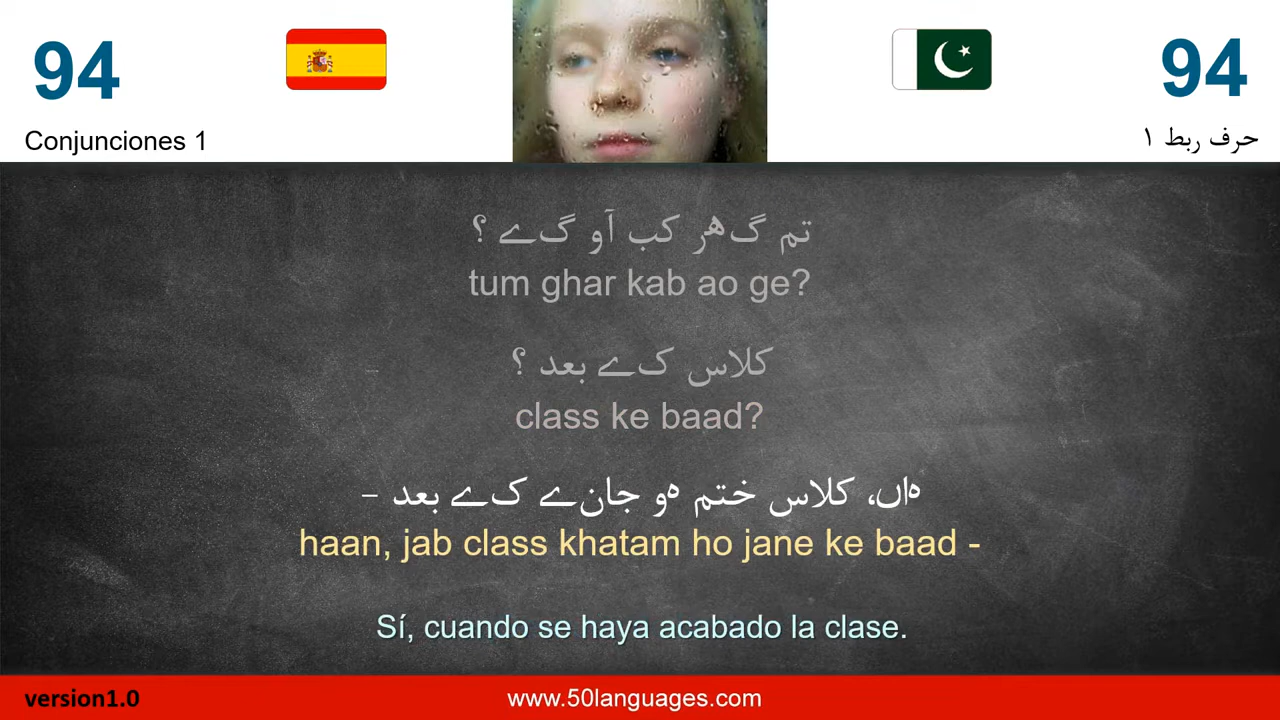 94
94
Conjunciones 1
حرف ربط ۱
تم گھر کب آو گے ؟
tum ghar kab ao ge?
کلاس کے بعد ؟
class ke baad?
ہاں، کلاس ختم ہو جانے کے بعد –
haan, jab class khatam ho jane ke baad -
Sí, cuando se haya acabado la clase.
version1.0
www.50languages.com